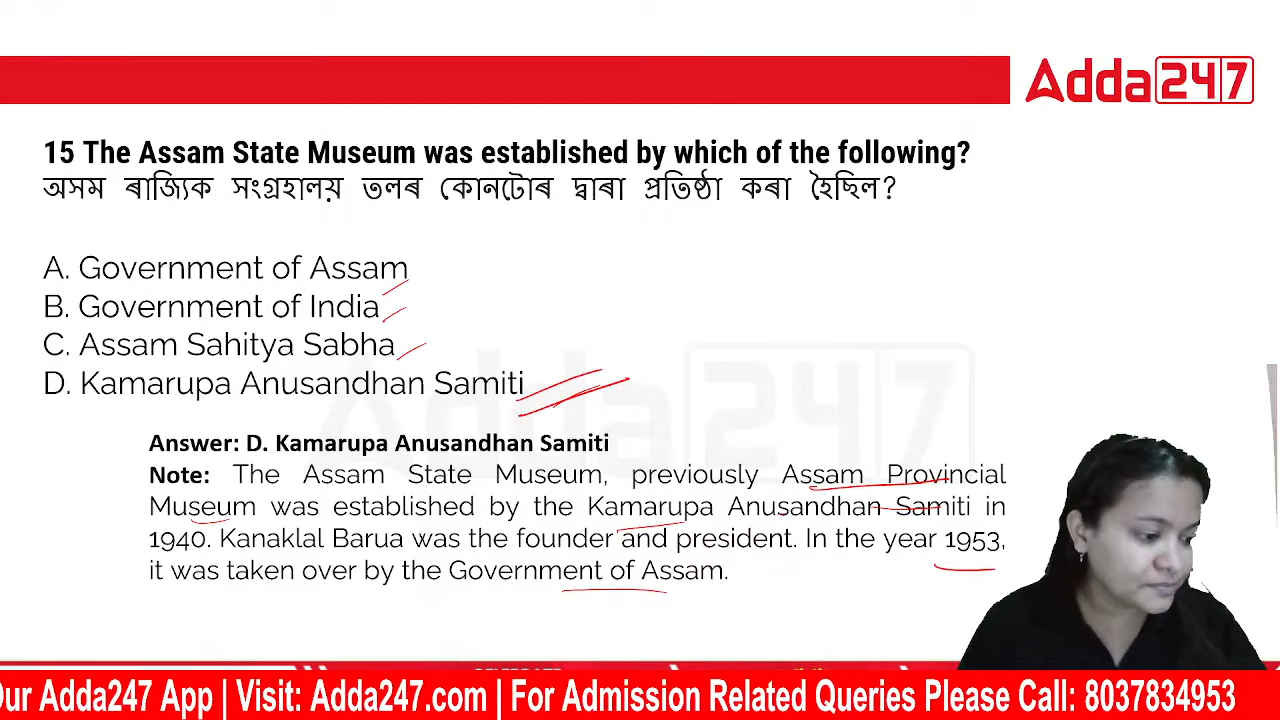 Adda247
15 The Assam State Museum was established by which of the following?
অসম ৰাজ্যিক সংগ্ৰহালয় তলৰ কোনটোৰ দ্বাৰা প্ৰতিষ্ঠা কৰা হৈছিল?
A. Government of Assam
B. Government of India
C. Assam Sahitya Sabha
D. Kamarupa Anusandhan Samiti
Adda247
Answer: D. Kamarupa Anusandhan Samiti
Note: The Assam State Museum, previously Assam Provincial
Museum was established by the Kamarupa Anusandhan Samiti in
1940. Kanaklal Barua was the founder and president. In the year 1953,
it was taken over by the Government of Assam.
Our Adda247 App | Visit: Adda247.com | For Admission Related Queries Please Call: 8037834953